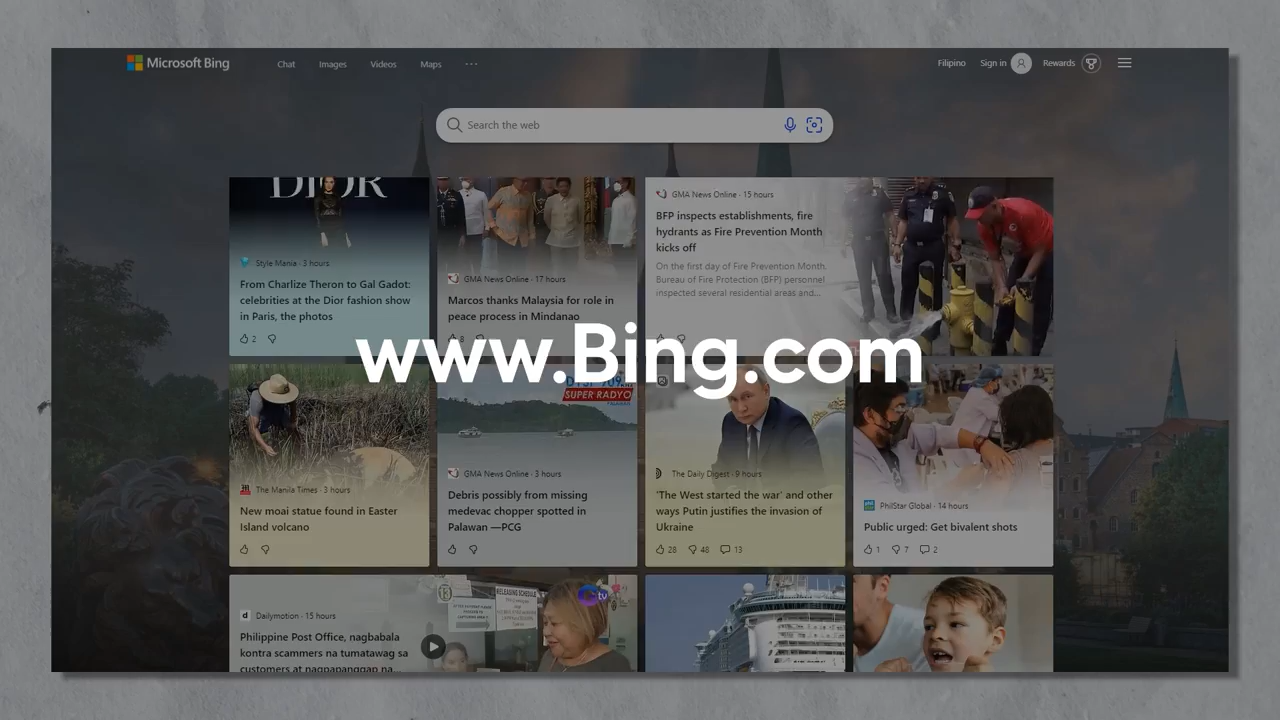 Microsoft Bing
Chat
Images
Videos
Maps
Filipino
Sign in
Rewards
Search the web
DIOR
Style Mania · 3 hours
From Charlize Theron to Gal Gadot:
celebrities at the Dior fashion show
in Paris, the photos
2
GMA News Online · 17 hours
Marcos thanks Malaysia for role in
peace process in Mindanao
8
GMA News Online · 15 hours
BFP inspects establishments, fire
hydrants as Fire Prevention Month
kicks off
On the first day of Fire Prevention Month,
Bureau of Fire Protection (BFP) personnel
inspected several residential areas and...
www.Bing.com
The Manila Times · 3 hours
New moai statue found in Easter
Island volcano
SUPER RADYO
GMA News Online · 3 hours
Debris possibly from missing
medevac chopper spotted in
Palawan —PCG
The Daily Digest · 9 hours
'The West started the war' and other
ways Putin justifies the invasion of
Ukraine
28
48
13
PhilStar Global · 14 hours
Public urged: Get bivalent shots
1
7
2
Dailymotion · 15 hours
Philippine Post Office, nagbabala
kontra scammers na tumatawag sa
customers at nagpapanggap na...
RELEASING SCHEDULE
tv